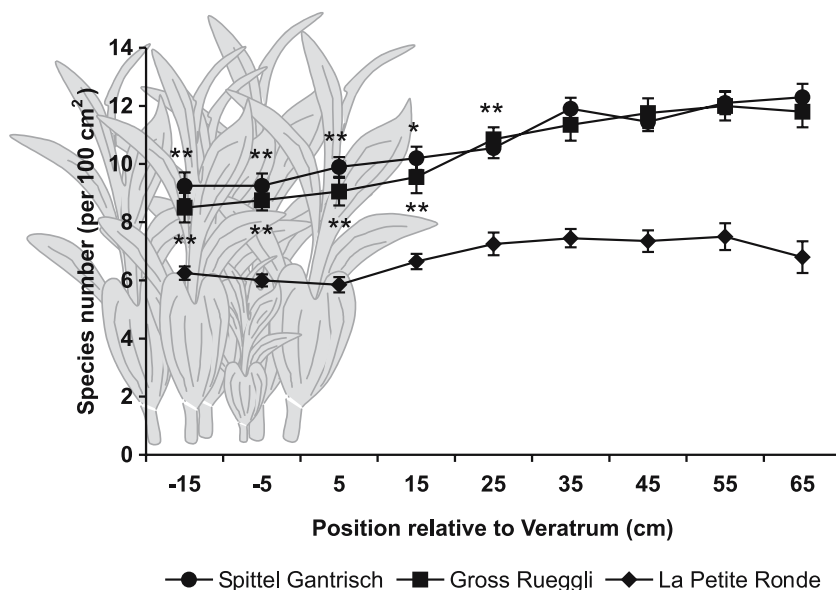 14
12
10
8
6
4
2
0
Species number (per 100 cm²)
** ** ** * **
** ** ** **
-15 -5 5 15 25 35 45 55 65
Position relative to Veratrum (cm)
Spittel Gantrisch Gross Rueggli La Petite Ronde